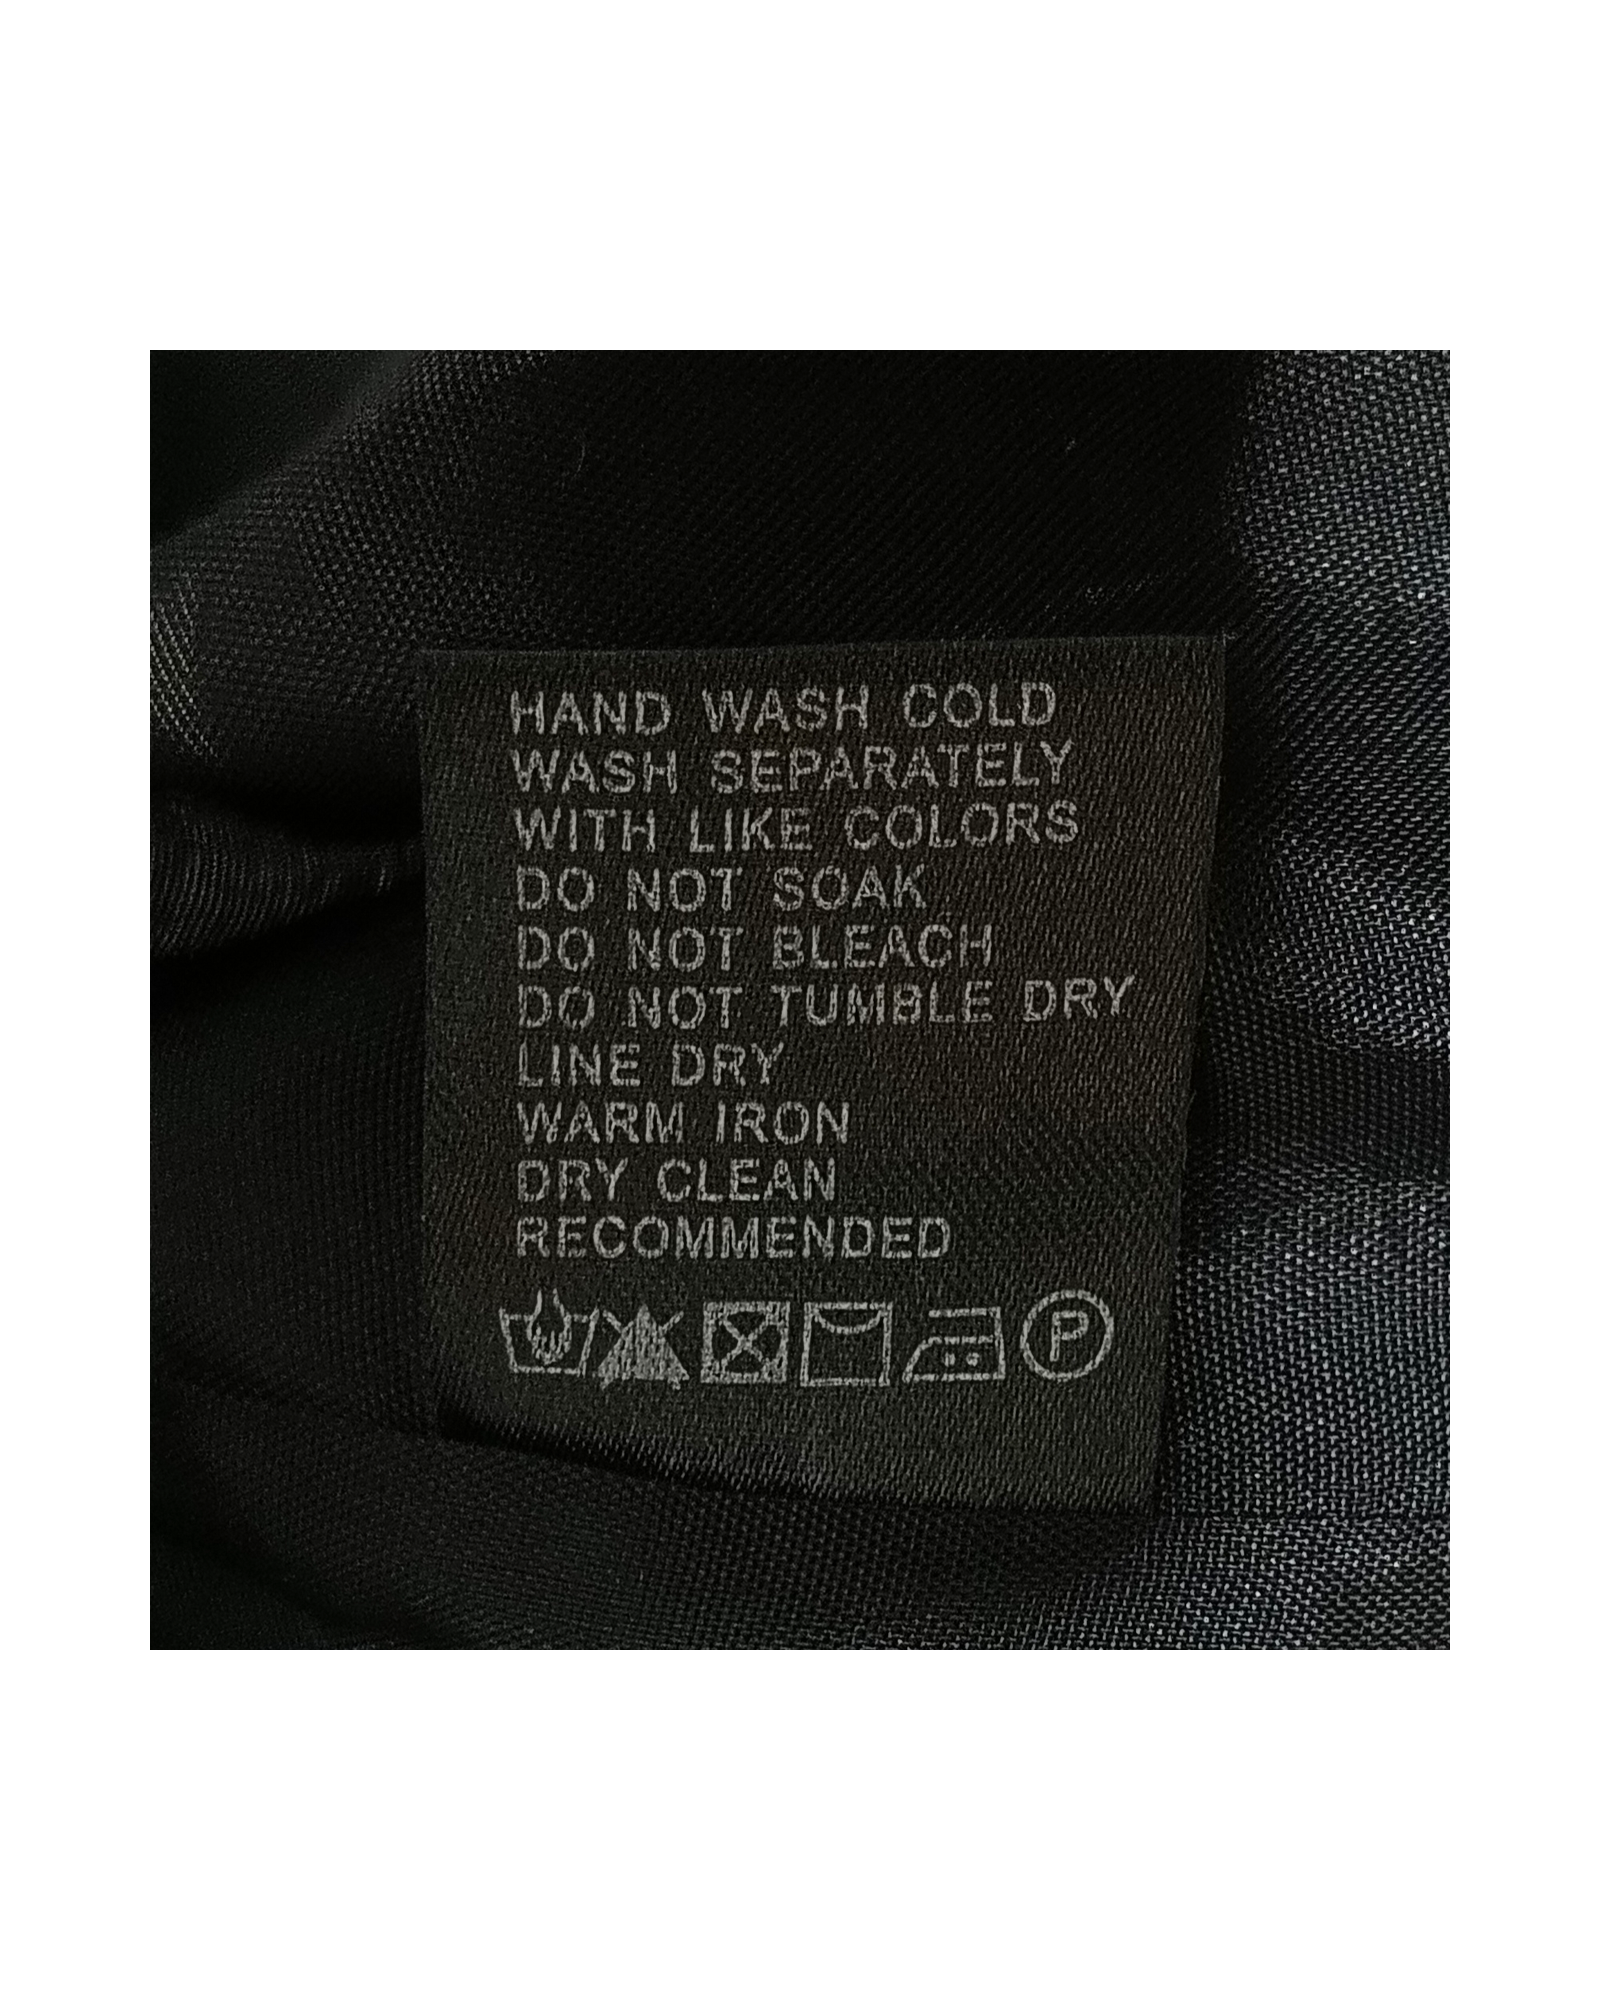 HAND WASH COLD
WASH SEPARATELY
WITH LIKE COLORS
DO NOT SOAK
DO NOT BLEACH
DO NOT TUMBLE DRY
LINE DRY
WARM IRON
DRY CLEAN
RECOMMENDED
P